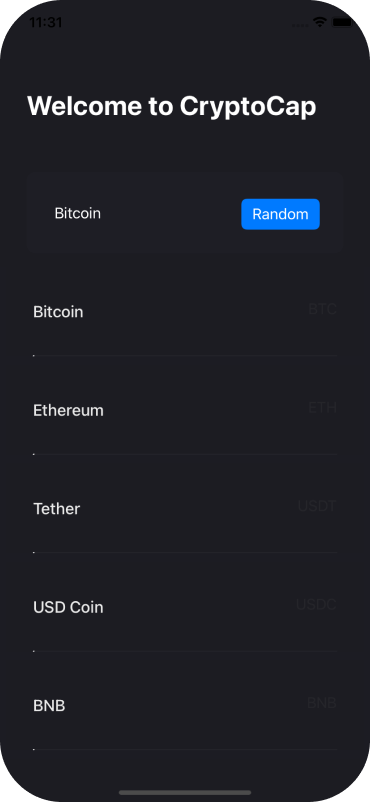 11:31
Welcome to CryptoCap
Bitcoin Random
Bitcoin BTC
Ethereum ETH
Tether USDT
USD Coin USDC
BNB BNB